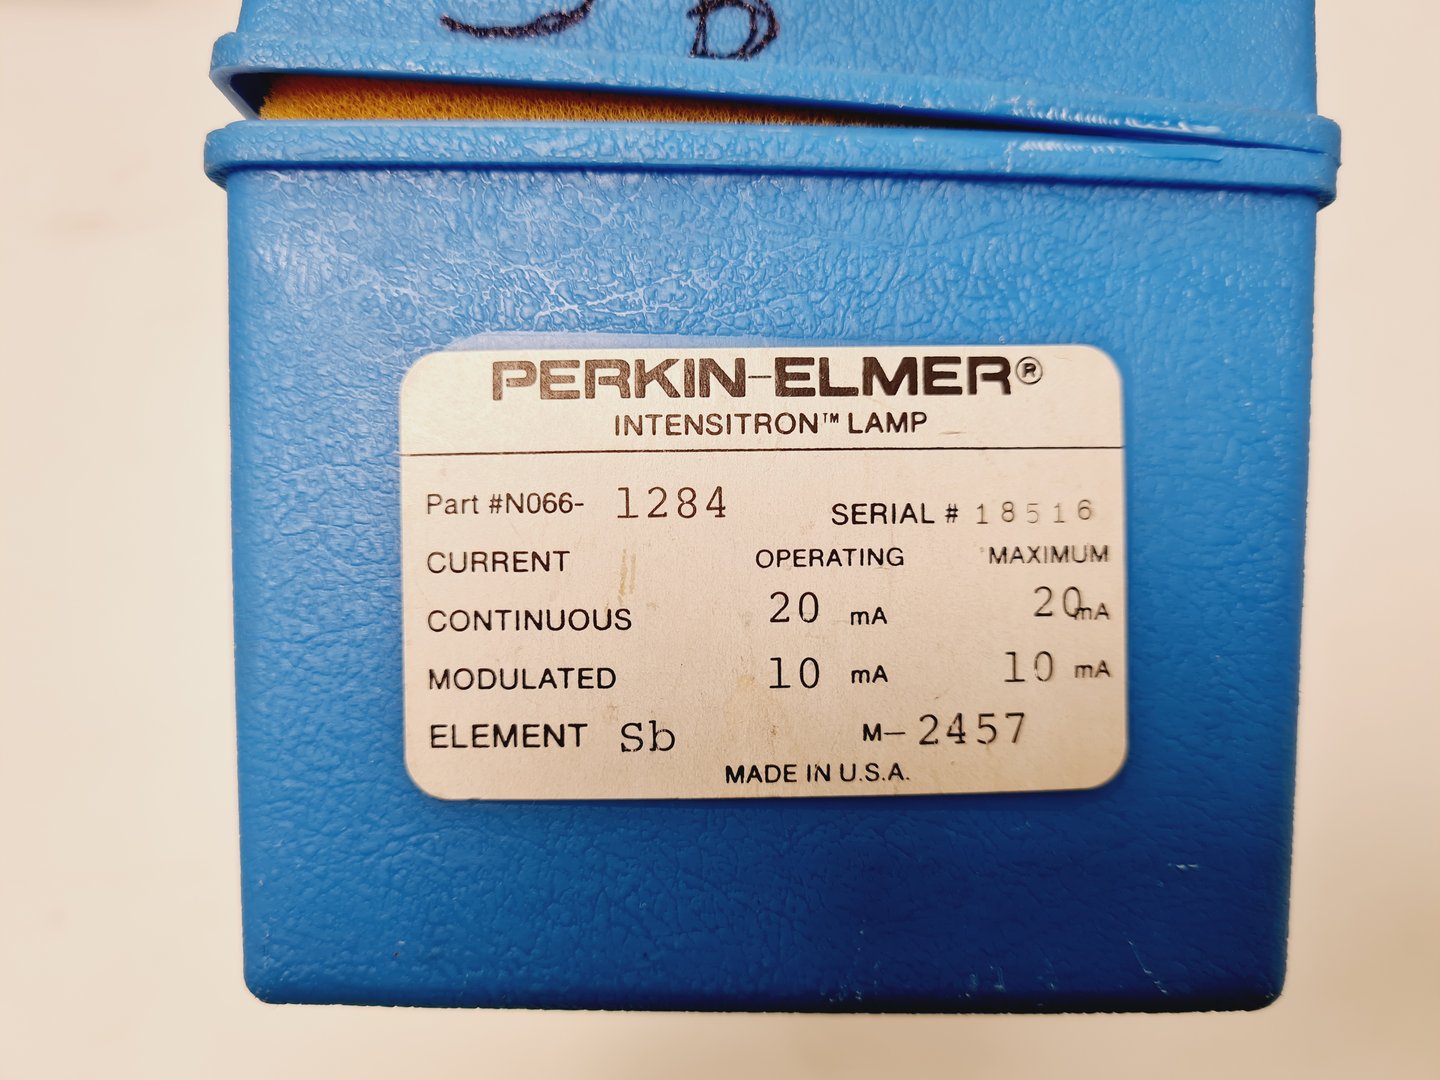 PERKIN-ELMER®
INTENSITRON™ LAMP
Part #N066- 1284 SERIAL # 18516
CURRENT OPERATING MAXIMUM
CONTINUOUS 20 mA 20 mA
MODULATED 10 mA 10 mA
ELEMENT Sb M- 2457
MADE IN U.S.A.